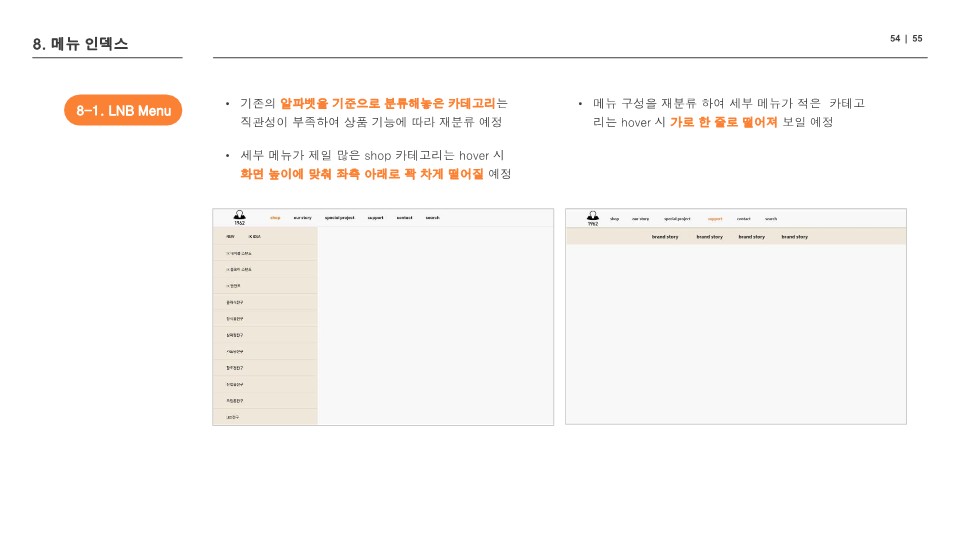 8. 메뉴 인덱스
54 | 55
8-1. LNB Menu
• 기존의 알파벳을 기준으로 분류해놓은 카테고리는
직관성이 부족하여 상품 기능에 따라 재분류 예정
• 세부 메뉴가 제일 많은 shop 카테고리는 hover 시
화면 높이에 맞춰 좌측 아래로 꽉 차게 떨어질 예정
• 메뉴 구성을 재분류 하여 세부 메뉴가 적은 카테고
리는 hover 시 가로 한 줄로 떨어져 보일 예정
1962
shop our story special project support contact search
1962
shop our story special project support contact search
brand story brand story brand story brand story